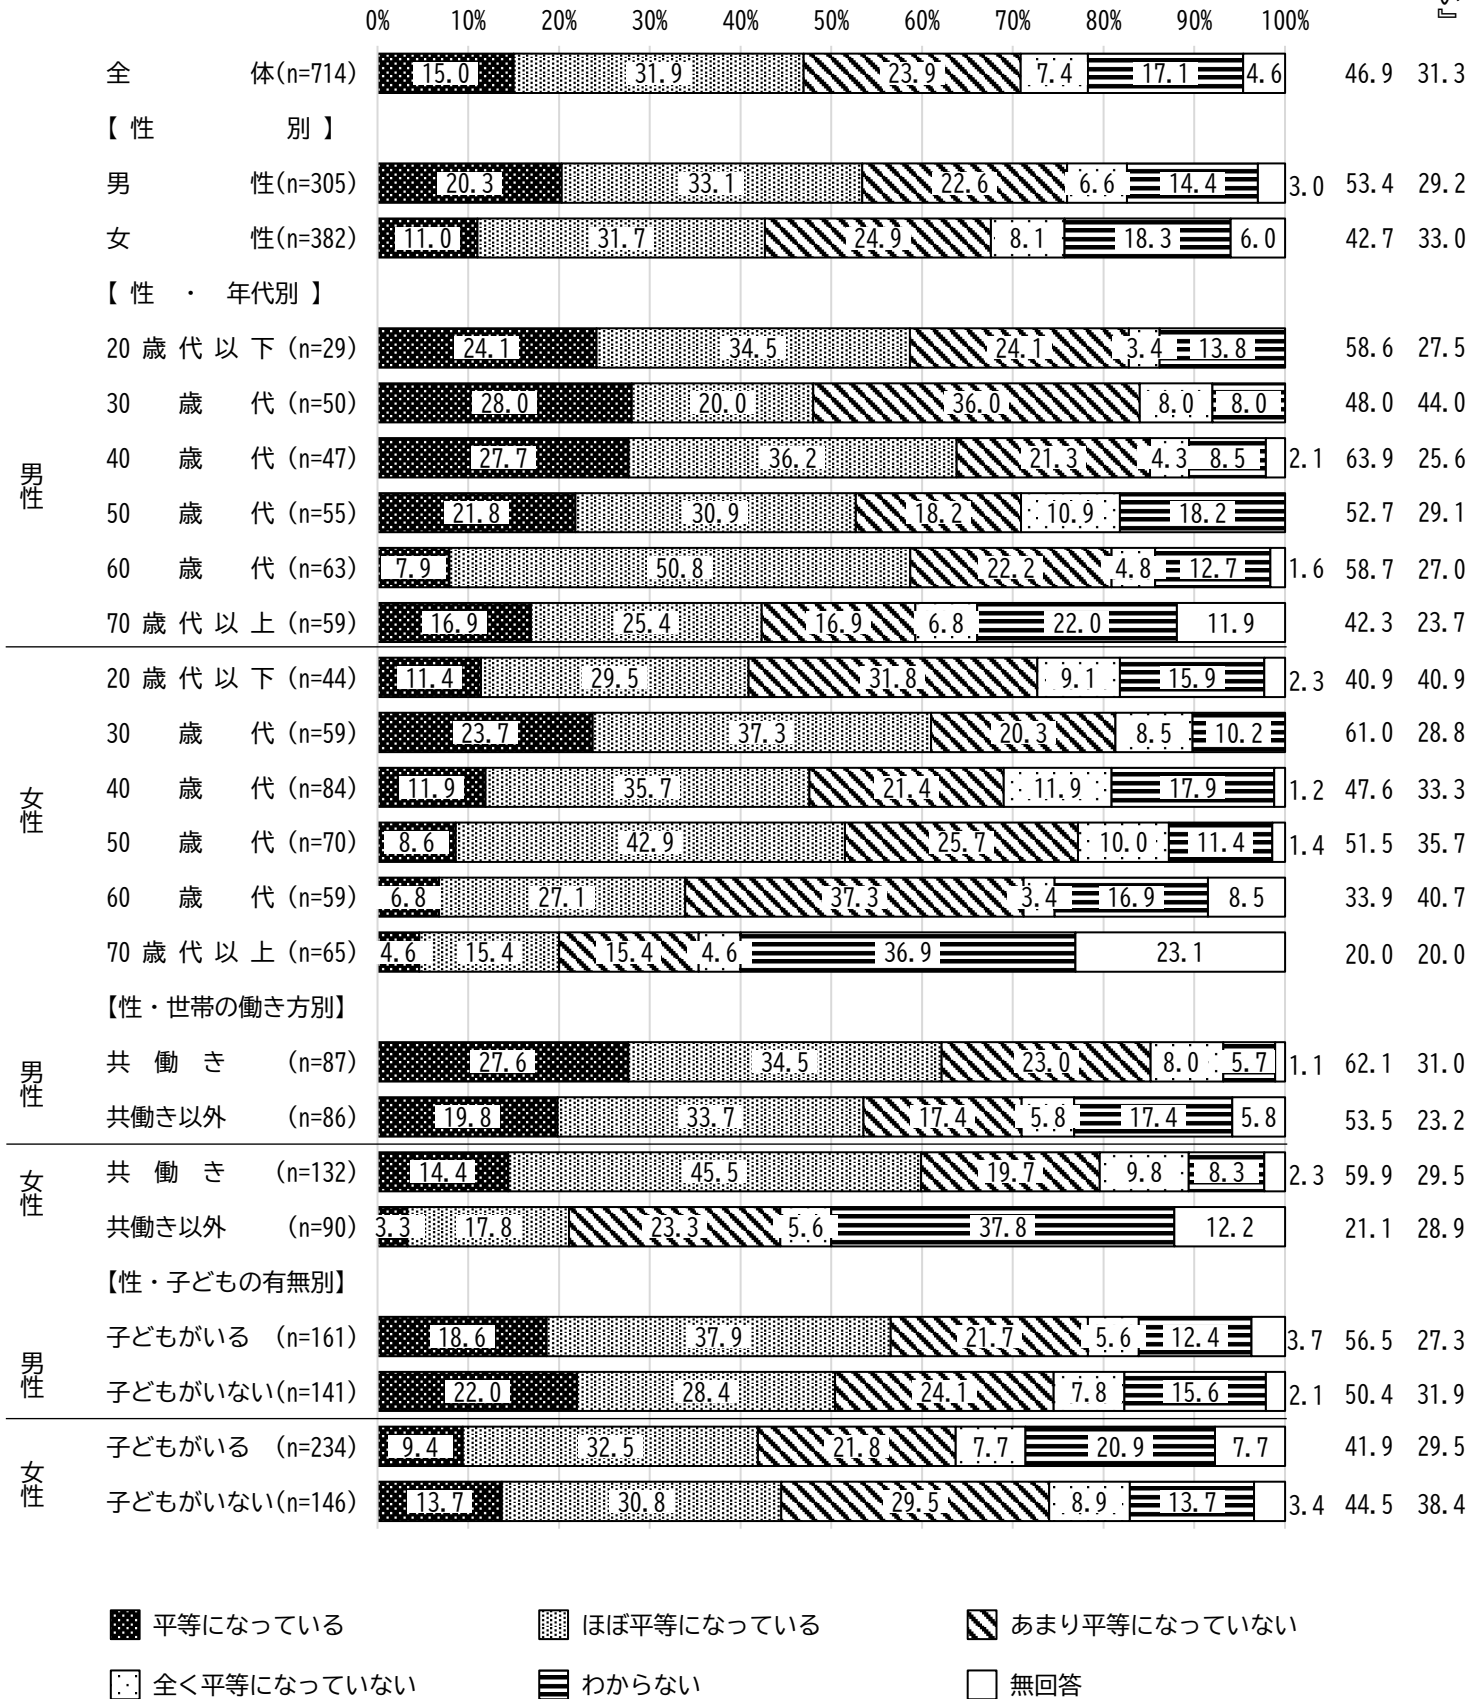 0% 10% 20% 30% 40% 50% 60% 70% 80% 90% 100%
全 体(n=714) 15.0 31.9 23.9 7.4 17.1 4.6 46.9 31.3
【 性 別 】
男 性(n=305) 20.3 33.1 22.6 6.6 14.4 3.0 53.4 29.2
女 性(n=382) 11.0 31.7 24.9 8.1 18.3 6.0 42.7 33.0
【 性 ・ 年代別 】
男性
20 歳 代 以 下 (n=29) 24.1 34.5 24.1 3.4 13.8 58.6 27.5
30 歳 代 (n=50) 28.0 20.0 36.0 8.0 8.0 48.0 44.0
40 歳 代 (n=47) 27.7 36.2 21.3 4.3 8.5 2.1 63.9 25.6
50 歳 代 (n=55) 21.8 30.9 18.2 10.9 18.2 52.7 29.1
60 歳 代 (n=63) 7.9 50.8 22.2 4.8 12.7 1.6 58.7 27.0
70 歳 代 以 上 (n=59) 16.9 25.4 16.9 6.8 22.0 11.9 42.3 23.7
女性
20 歳 代 以 下 (n=44) 11.4 29.5 31.8 9.1 15.9 2.3 40.9 40.9
30 歳 代 (n=59) 23.7 37.3 20.3 8.5 10.2 61.0 28.8
40 歳 代 (n=84) 11.9 35.7 21.4 11.9 17.9 1.2 47.6 33.3
50 歳 代 (n=70) 8.6 42.9 25.7 10.0 11.4 1.4 51.5 35.7
60 歳 代 (n=59) 6.8 27.1 37.3 3.4 16.9 8.5 33.9 40.7
70 歳 代 以 上 (n=65) 4.6 15.4 15.4 4.6 36.9 23.1 20.0 20.0
【性・世帯の働き方別】
男性
共 働 き (n=87) 27.6 34.5 23.0 8.0 5.7 1.1 62.1 31.0
共働き以外 (n=86) 19.8 33.7 17.4 5.8 17.4 5.8 53.5 23.2
女性
共 働 き (n=132) 14.4 45.5 19.7 9.8 8.3 2.3 59.9 29.5
共働き以外 (n=90) 3.3 17.8 23.3 5.6 37.8 12.2 21.1 28.9
【性・子どもの有無別】
男性
子どもがいる (n=161) 18.6 37.9 21.7 5.6 12.4 3.7 56.5 27.3
子どもがいない(n=141) 22.0 28.4 24.1 7.8 15.6 2.1 50.4 31.9
女性
子どもがいる (n=234) 9.4 32.5 21.8 7.7 20.9 7.7 41.9 29.5
子どもがいない(n=146) 13.7 30.8 29.5 8.9 13.7 3.4 44.5 38.4
平等になっている ほぼ平等になっている あまり平等になっていない
全く平等になっていない わからない 無回答